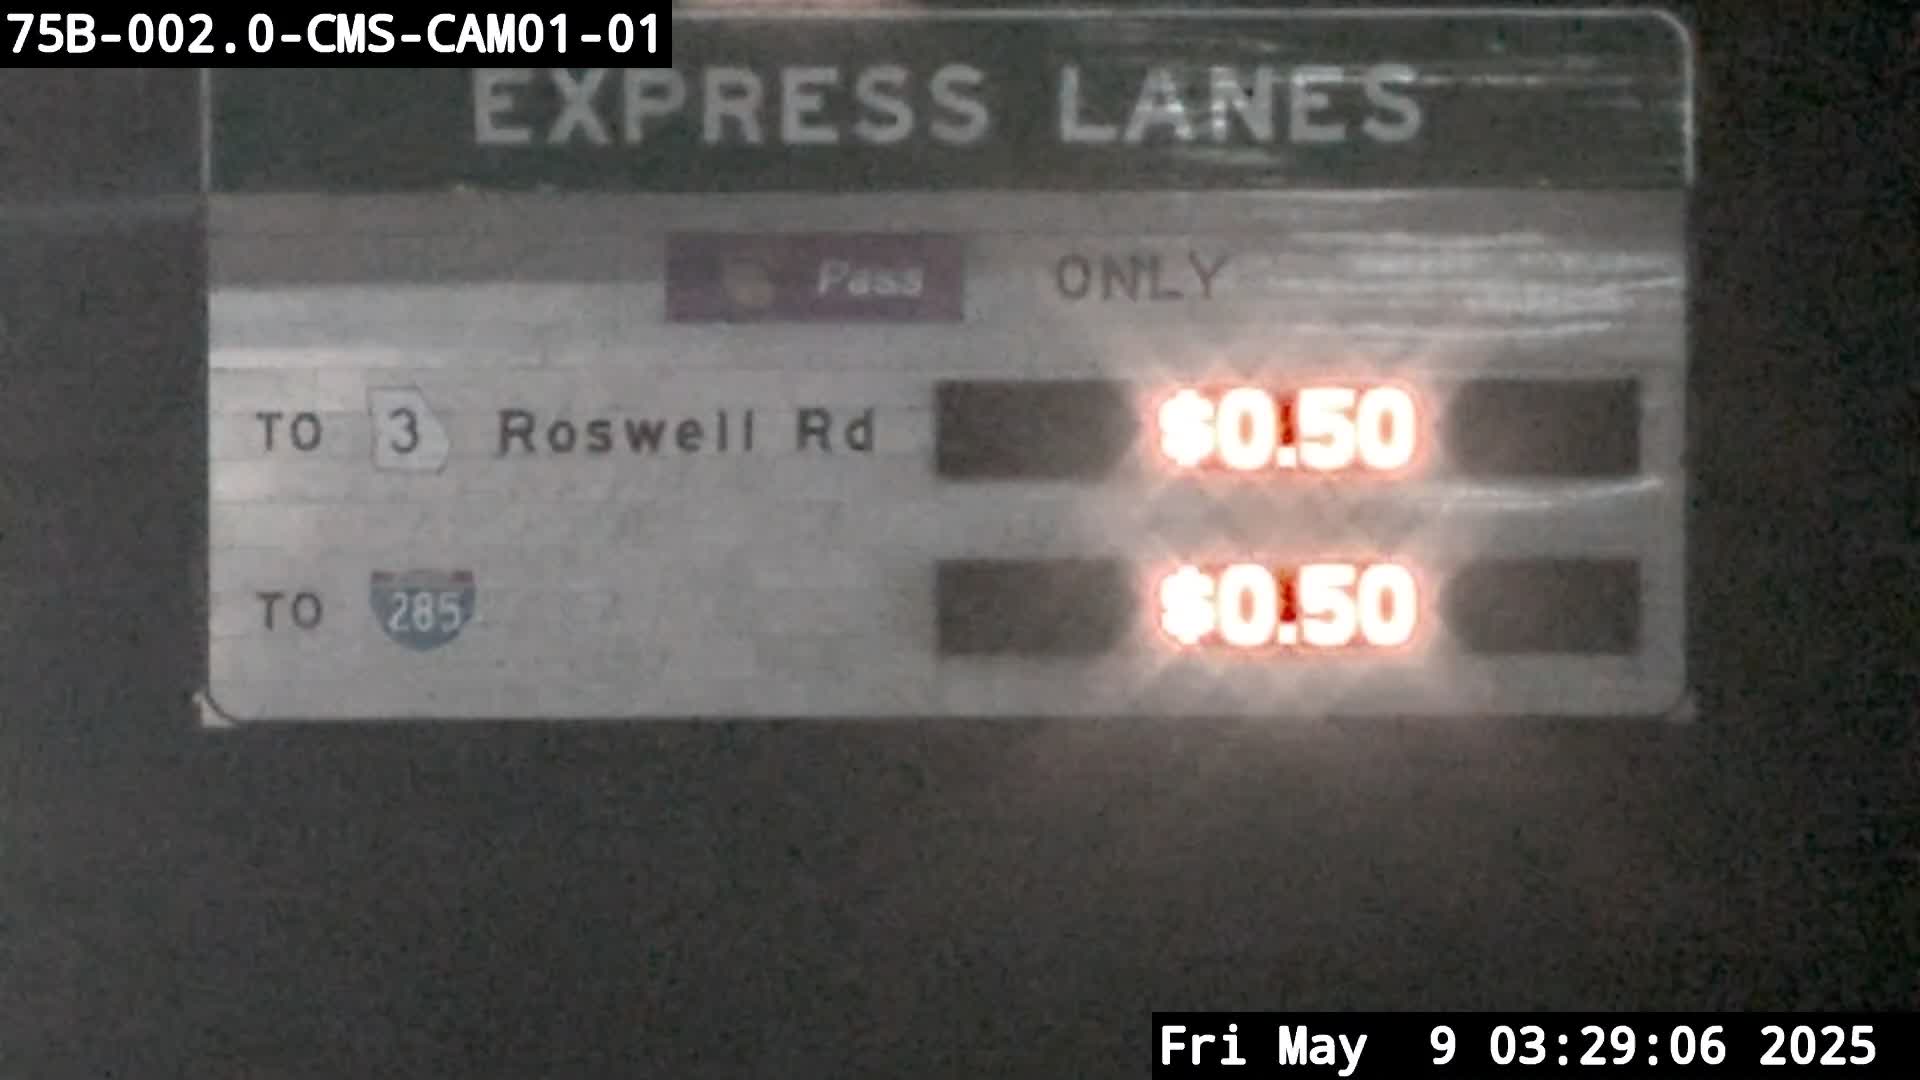 75B-002.0-CMS-CAM01-01
EXPRESS LANES
Pass ONLY
TO 3 Roswell Rd $0.50
TO 285 $0.50
Fri May 9 03:29:06 2025